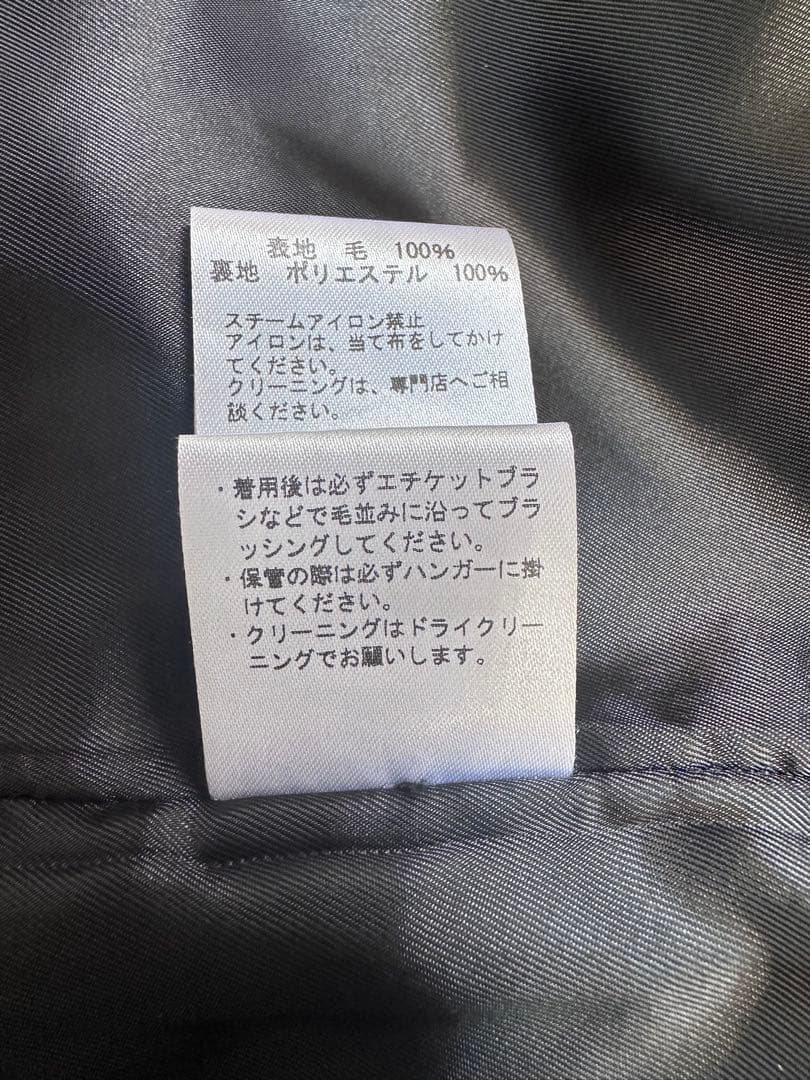 表地　毛　100%
裏地　ポリエステル　100%
スチームアイロン禁止
アイロンは、当て布をしてかけ
てください。
クリーニングは、専門店へご相
談ください。
・着用後は必ずエチケットブラ
シなどで毛並みに沿ってブラ
ッシングしてください。
・保管の際は必ずハンガーに掛
けてください。
・クリーニングはドライクリー
ニングでお願いします。